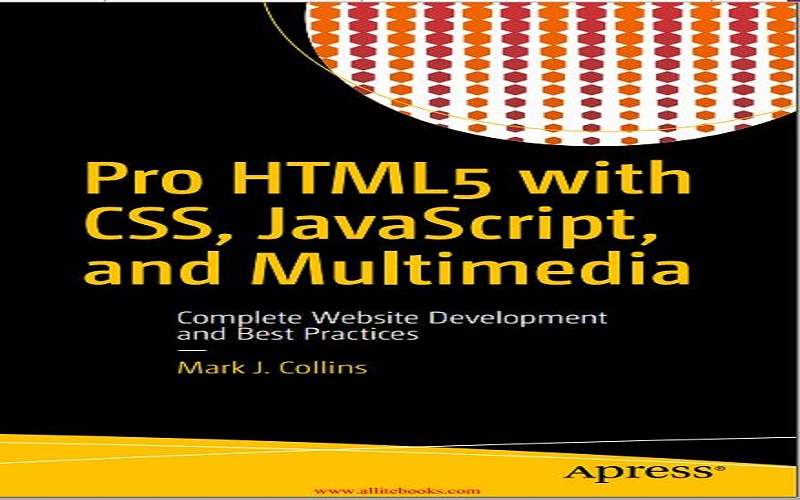 Pro HTML5 with
CSS, JavaScript,
and Multimedia
Complete Website Development
and Best Practices
Mark J. Collins
Apress®
www.allitebooks.com